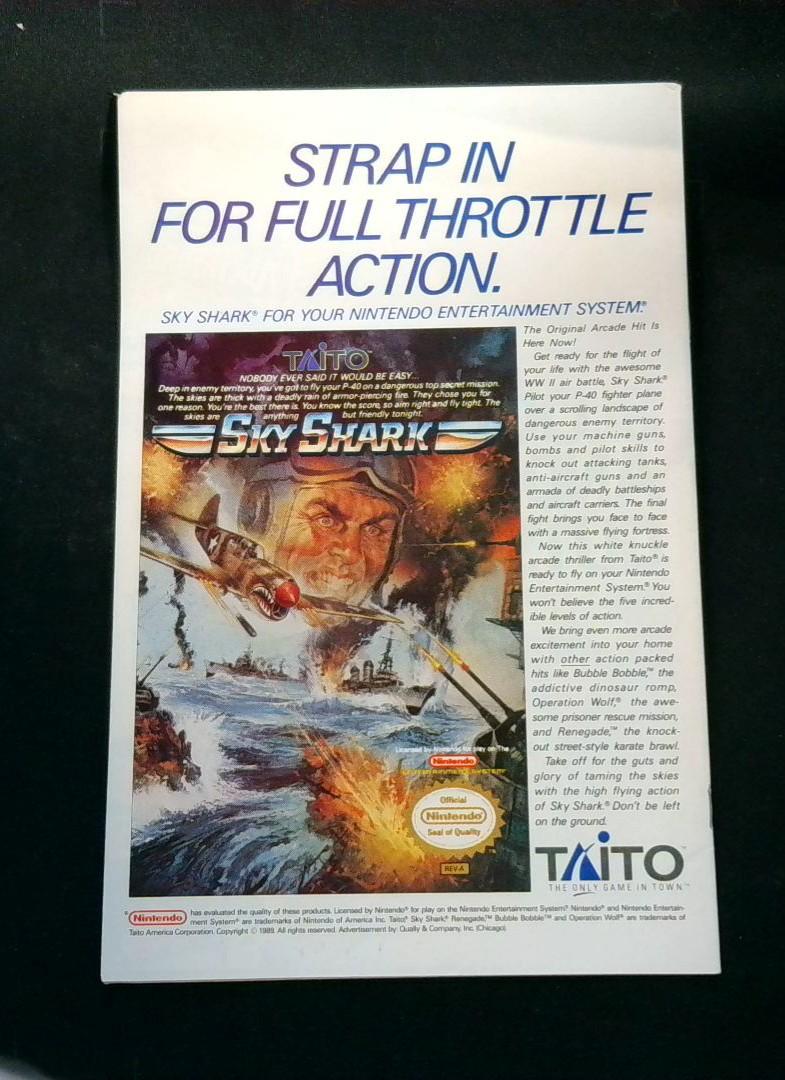 STRAP IN
FOR FULL THROTTLE
ACTION.
SKY SHARK® FOR YOUR NINTENDO ENTERTAINMENT SYSTEM.®
TAITO
NOBODY EVER SAID IT WOULD BE EASY...
Deep in enemy territory, you've got to fly your P-40 on a dangerous top secret mission.
The skies are thick with a deadly rain of armor-piercing fire. They chose you for
one reason. You're the best there is. You know the score, so aim right and fly tight. The
skies are anything but friendly tonight.
SKY SHARK
Licensed by Nintendo for play on The
Nintendo
ENTERTAINMENT SYSTEM®
Official
Nintendo®
Seal of Quality
REV-A
The Original Arcade Hit Is
Here Now!
Get ready for the flight of
your life with the awesome
WW II air battle, Sky Shark.®
Pilot your P-40 fighter plane
over a scrolling landscape of
dangerous enemy territory.
Use your machine guns,
bombs and pilot skills to
knock out attacking tanks,
anti-aircraft guns and an
armada of deadly battleships
and aircraft carriers. The final
fight brings you face to face
with a massive flying fortress.
Now this white knuckle
arcade thriller from Taito® is
ready to fly on your Nintendo
Entertainment System.® You
won't believe the five incred-
ible levels of action.
We bring even more arcade
excitement into your home
with other action packed
hits like Bubble Bobble,™ the
addictive dinosaur romp,
Operation Wolf,® the awe-
some prisoner rescue mission,
and Renegade,™ the knock-
out street-style karate brawl.
Take off for the guts and
glory of taming the skies
with the high flying action
of Sky Shark.® Don't be left
on the ground.
TAITO™
THE ONLY GAME IN TOWN™
Nintendo® has evaluated the quality of these products. Licensed by Nintendo® for play on the Nintendo Entertainment System.® Nintendo® and Nintendo Entertain-
ment System® are trademarks of Nintendo of America Inc. Taito,® Sky Shark,® Renegade,™ Bubble Bobble™ and Operation Wolf® are trademarks of
Taito America Corporation. Copyright © 1989. All rights reserved. Advertisement by: Qually & Company, Inc. (Chicago).